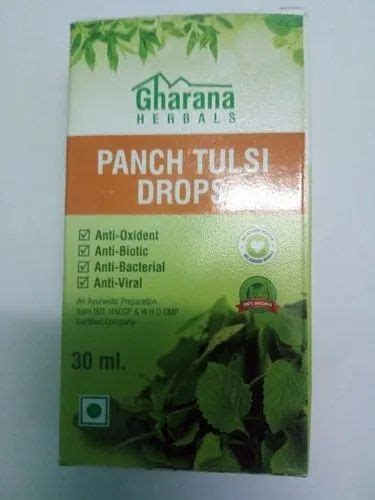 Gharana
HERBALS
PANCH TULSI
DROPS
Anti-Oxident
Anti-Biotic
Anti-Bacterial
Anti-Viral
An Ayurvedic Preparation
from ISO, HACCP & W.H.O GMP
Certified Company
100% NATURAL
30 ml.